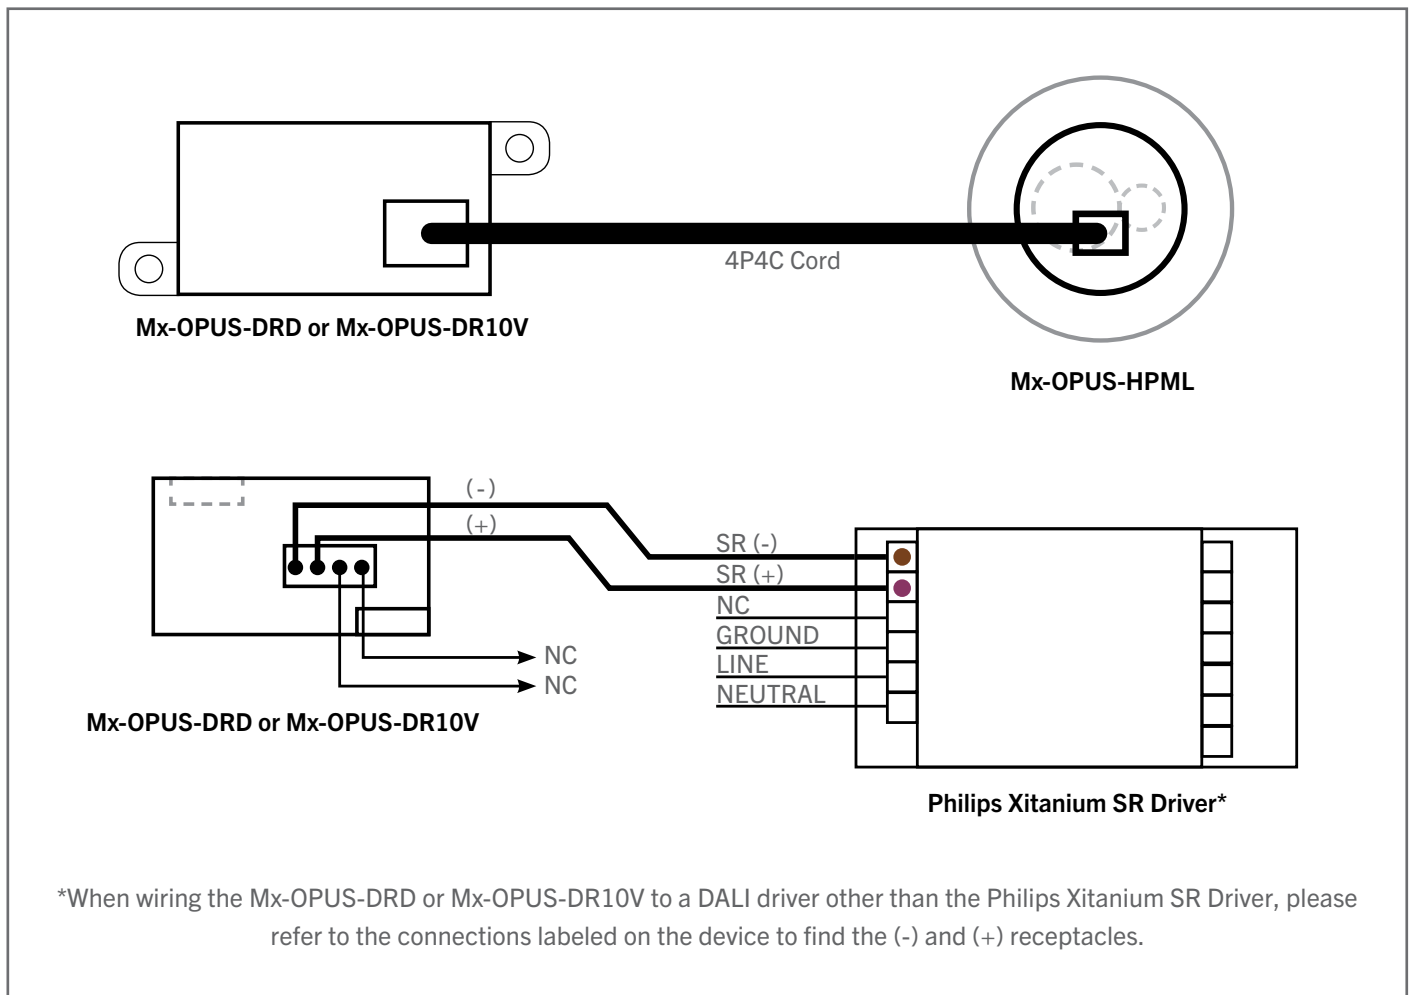 4P4C Cord
Mx-OPUS-DRD or Mx-OPUS-DR10V
Mx-OPUS-HPML
(-)
(+)
SR (-)
SR (+)
NC
GROUND
LINE
NEUTRAL
NC
NC
Mx-OPUS-DRD or Mx-OPUS-DR10V
Philips Xitanium SR Driver*
*When wiring the Mx-OPUS-DRD or Mx-OPUS-DR10V to a DALI driver other than the Philips Xitanium SR Driver, please
refer to the connections labeled on the device to find the (-) and (+) receptacles.